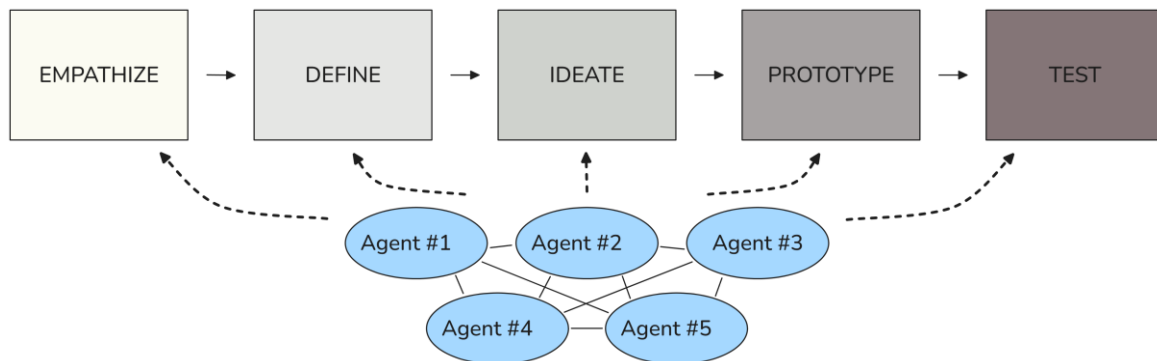 EMPATHIZE
DEFINE
IDEATE
PROTOTYPE
TEST
Agent #1
Agent #2
Agent #3
Agent #4
Agent #5